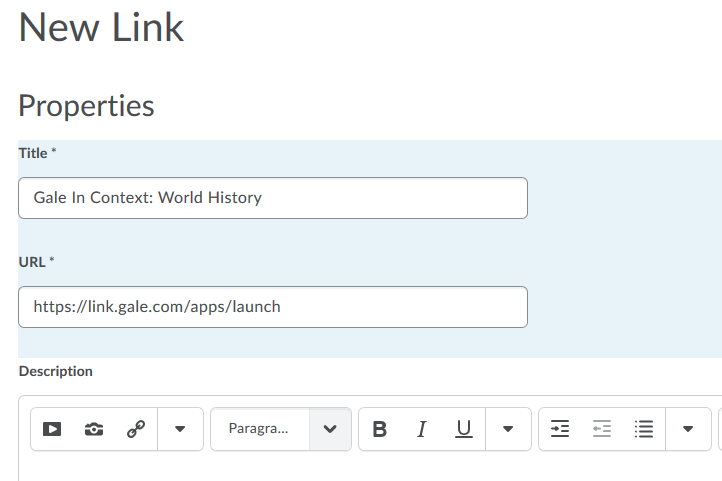 New Link
Properties
Title *
Gale In Context: World History
URL *
https://link.gale.com/apps/launch
Description
Paragra... B I U